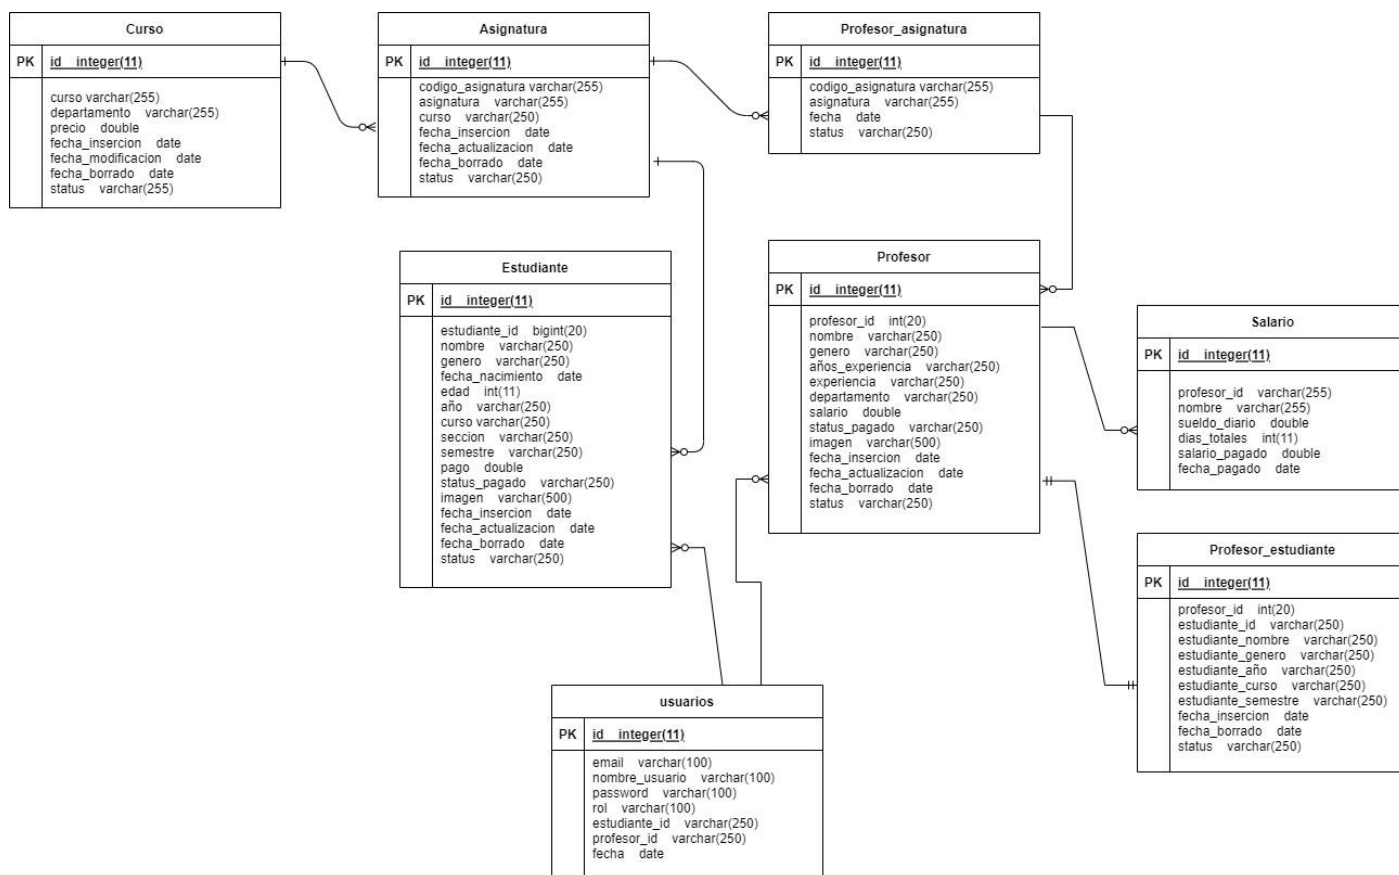 Curso
PK id integer(11)
curso varchar(255)
departamento varchar(255)
precio double
fecha_insercion date
fecha_modificacion date
fecha_borrado date
status varchar(255)
Asignatura
PK id integer(11)
codigo_asignatura varchar(255)
asignatura varchar(255)
curso varchar(250)
fecha_insercion date
fecha_actualizacion date
fecha_borrado date
status varchar(250)
Profesor_asignatura
PK id integer(11)
codigo_asignatura varchar(255)
asignatura varchar(255)
fecha date
status varchar(250)
Estudiante
PK id integer(11)
estudiante_id bigint(20)
nombre varchar(250)
genero varchar(250)
fecha_nacimiento date
edad int(11)
año varchar(250)
curso varchar(250)
seccion varchar(250)
semestre varchar(250)
pago double
status_pagado varchar(250)
imagen varchar(500)
fecha_insercion date
fecha_actualizacion date
fecha_borrado date
status varchar(250)
Profesor
PK id integer(11)
profesor_id int(20)
nombre varchar(250)
genero varchar(250)
años_experiencia varchar(250)
experiencia varchar(250)
departamento varchar(250)
salario double
status_pagado varchar(250)
imagen varchar(500)
fecha_insercion date
fecha_actualizacion date
fecha_borrado date
status varchar(250)
Salario
PK id integer(11)
profesor_id varchar(255)
nombre varchar(255)
sueldo_diario double
dias_totales int(11)
salario_pagado double
fecha_pagado date
Profesor_estudiante
PK id integer(11)
profesor_id int(20)
estudiante_id varchar(250)
estudiante_nombre varchar(250)
estudiante_genero varchar(250)
estudiante_año varchar(250)
estudiante_curso varchar(250)
estudiante_semestre varchar(250)
fecha_insercion date
fecha_borrado date
status varchar(250)
usuarios
PK id integer(11)
email varchar(100)
nombre_usuario varchar(100)
password varchar(100)
rol varchar(100)
estudiante_id varchar(250)
profesor_id varchar(250)
fecha date